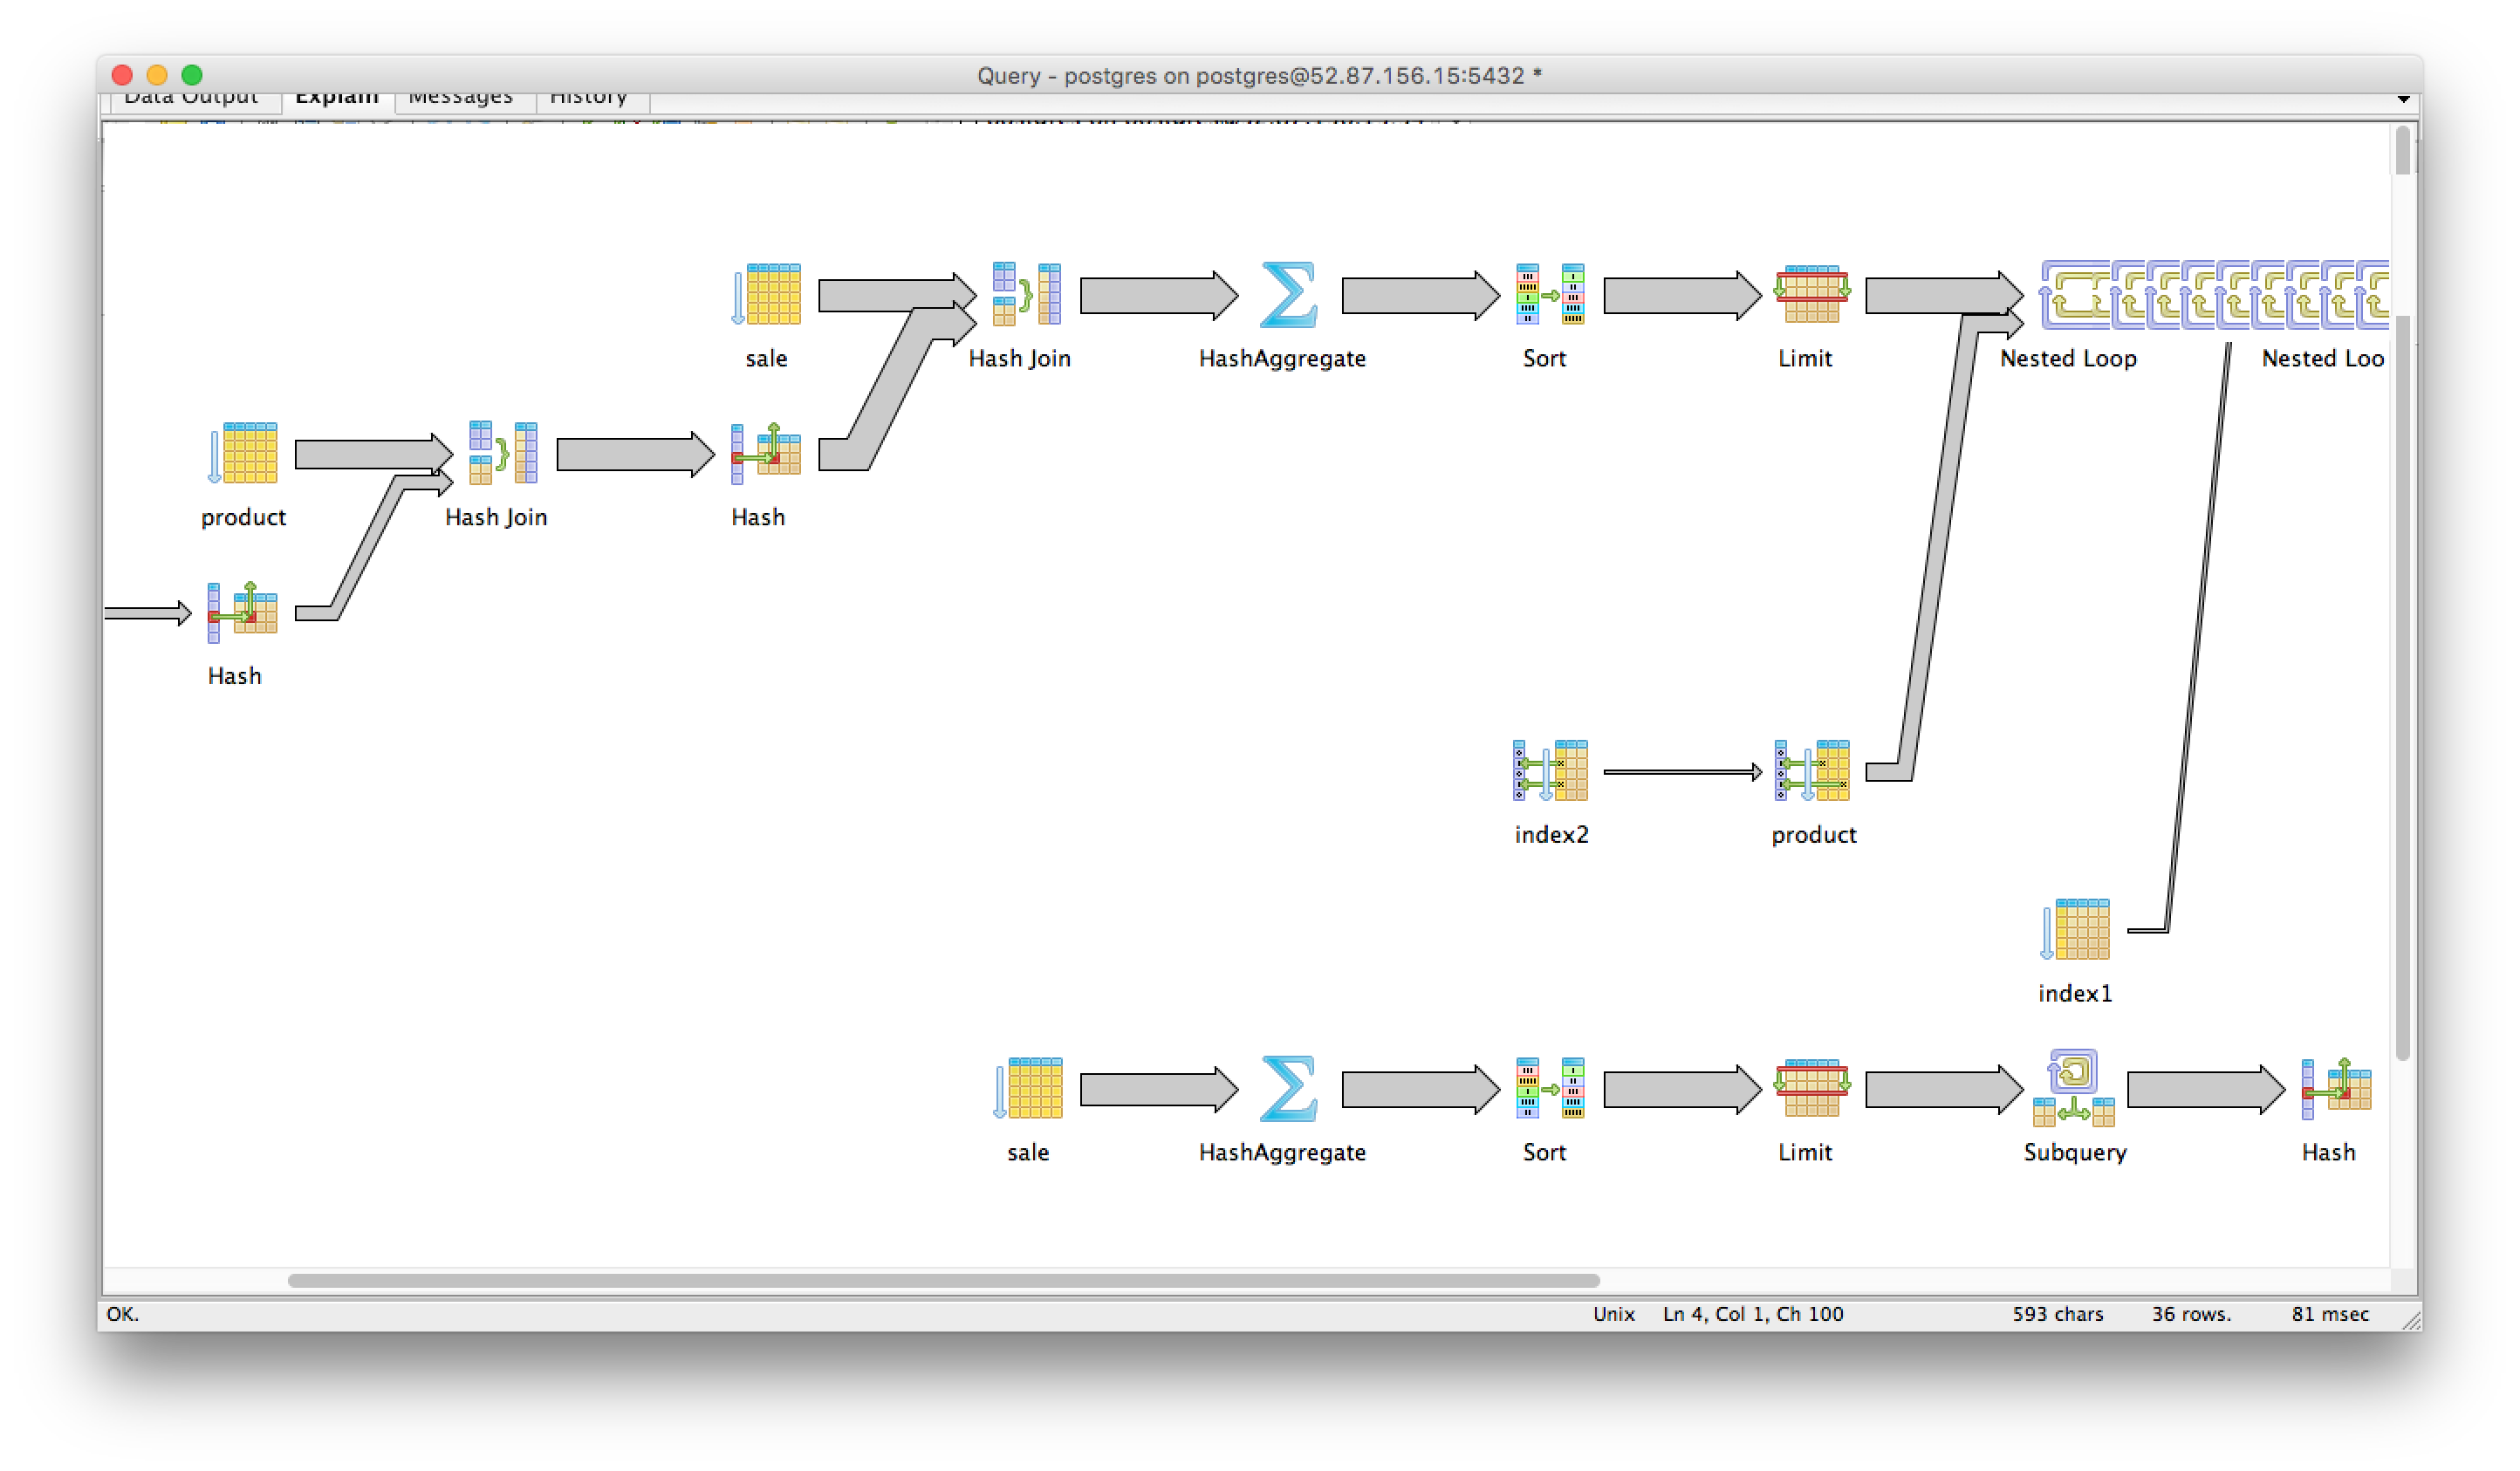 Query - postgres on postgres@52.87.156.15:5432 *
Data Output Explain Messages History
sale Hash Join HashAggregate Sort Limit Nested Loop Nested Loo
product Hash Join Hash
Hash
index2 product
index1
sale HashAggregate Sort Limit Subquery Hash
OK. Unix Ln 4, Col 1, Ch 100 593 chars 36 rows. 81 msec